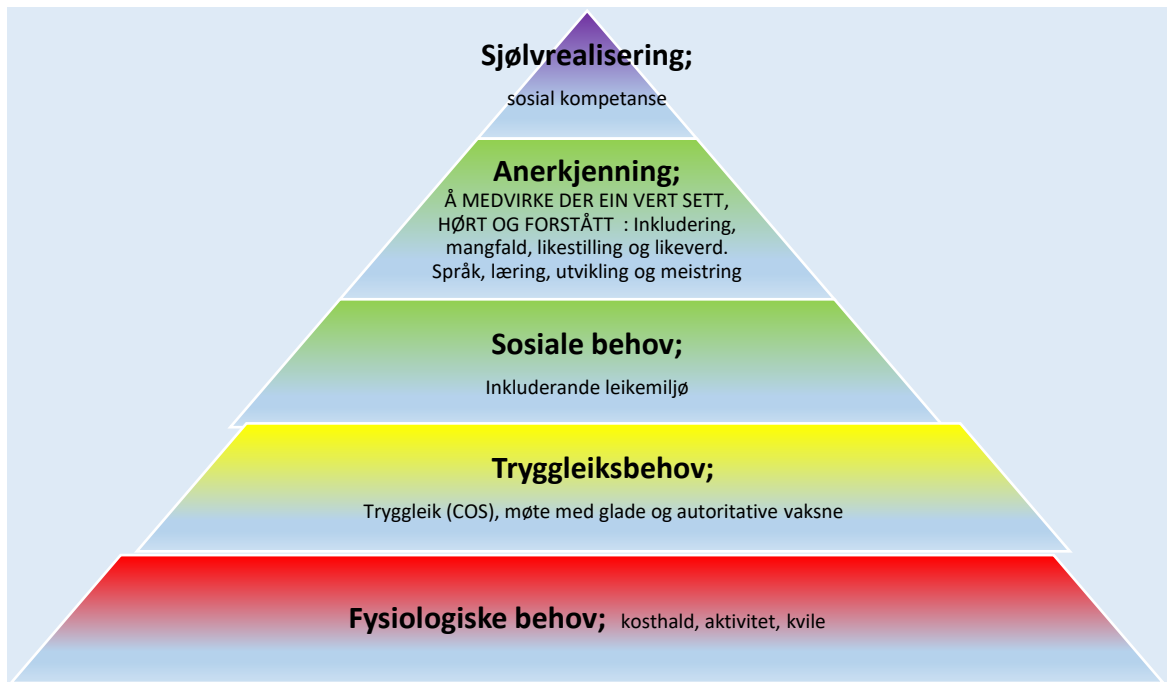 Sjølvrealisering;
sosial kompetanse
Anerkjenning;
Å MEDVIRKE DER EIN VERT SETT,
HØRT OG FORSTÅTT : Inkludering,
mangfald, likestilling og likeverd.
Språk, læring, utvikling og meistring
Sosiale behov;
Inkluderande leikemiljø
Tryggleiksbehov;
Tryggleik (COS), møte med glade og autoritative vaksne
Fysiologiske behov; kosthald, aktivitet, kvile